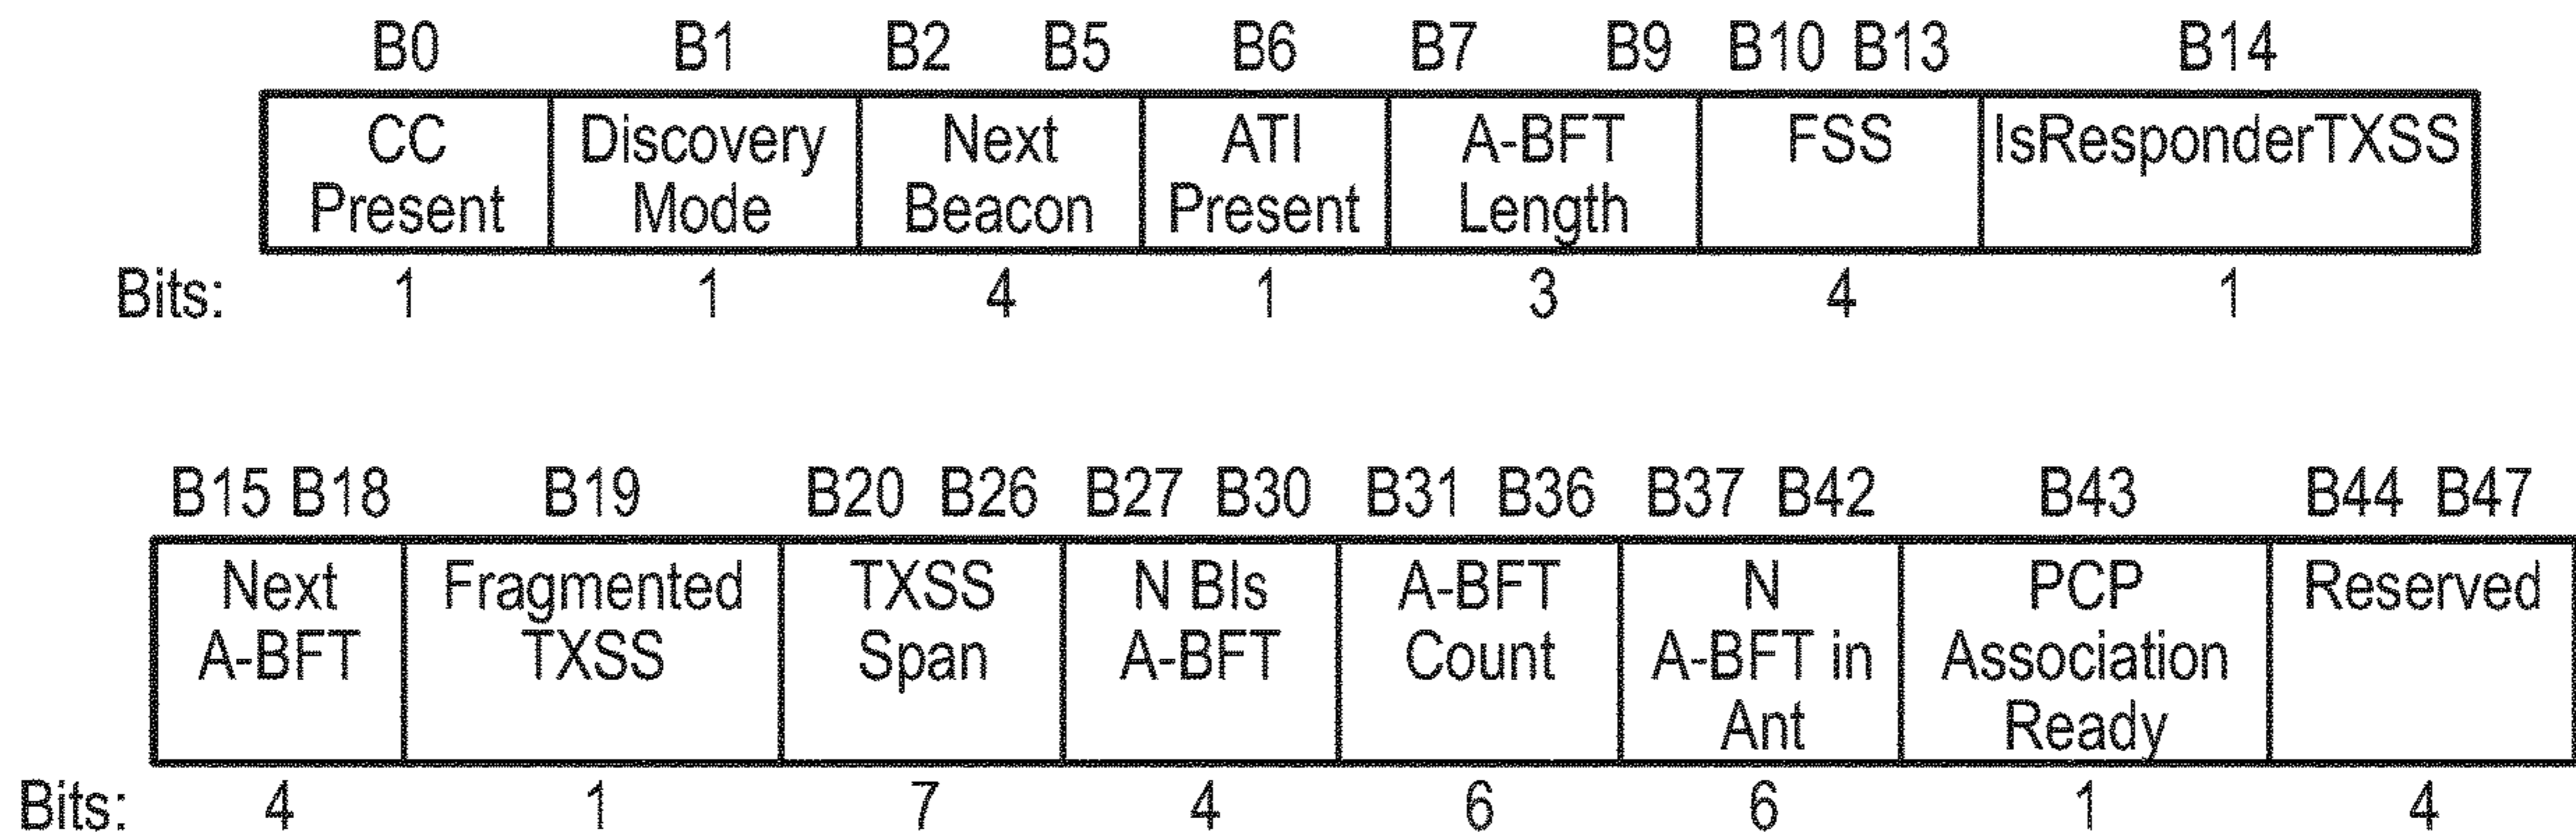 B0 B1 B2 B5 B6 B7 B9 B10 B13 B14
CC Discovery Next ATI A-BFT FSS IsResponderTXSS
Present Mode Beacon Present Length
Bits: 1 1 4 1 3 4 1
B15 B18 B19 B20 B26 B27 B30 B31 B36 B37 B42 B43 B44 B47
Next Fragmented TXSS N BIs A-BFT N PCP Reserved
A-BFT TXSS Span A-BFT Count A-BFT in Association
Ant Ready
Bits: 4 1 7 4 6 6 1 4